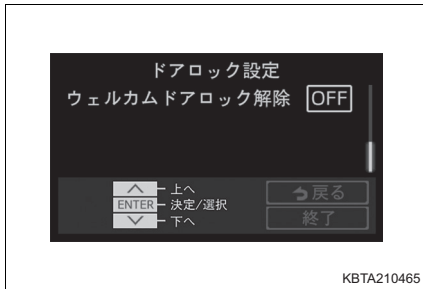 ドアロック設定
ウェルカムドアロック解除 OFF
上へ
ENTER 決定/選択
下へ
戻る
終了
KBTA210465